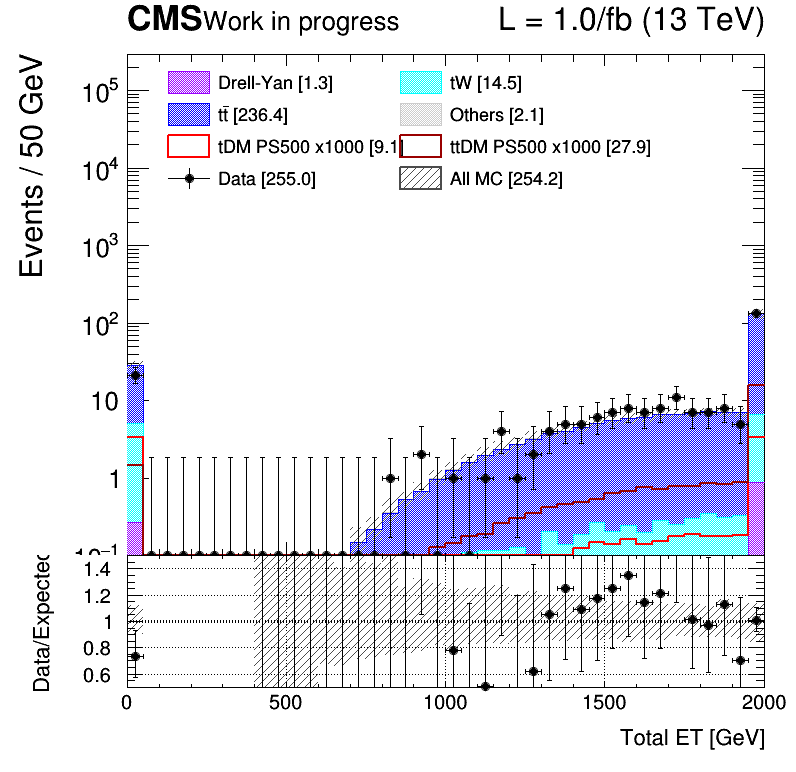 CMS Work in progress L = 1.0/fb (13 TeV)
Events / 50 GeV
Drell-Yan [1.3] tW [14.5]
tt̄ [236.4] Others [2.1]
tDM PS500 x1000 [9.1] ttDM PS500 x1000 [27.9]
Data [255.0] All MC [254.2]
10⁵
10⁴
10³
10²
10
1
10⁻¹
Data/Expected
1.4
1.2
1
0.8
0.6
0 500 1000 1500 2000
Total ET [GeV]